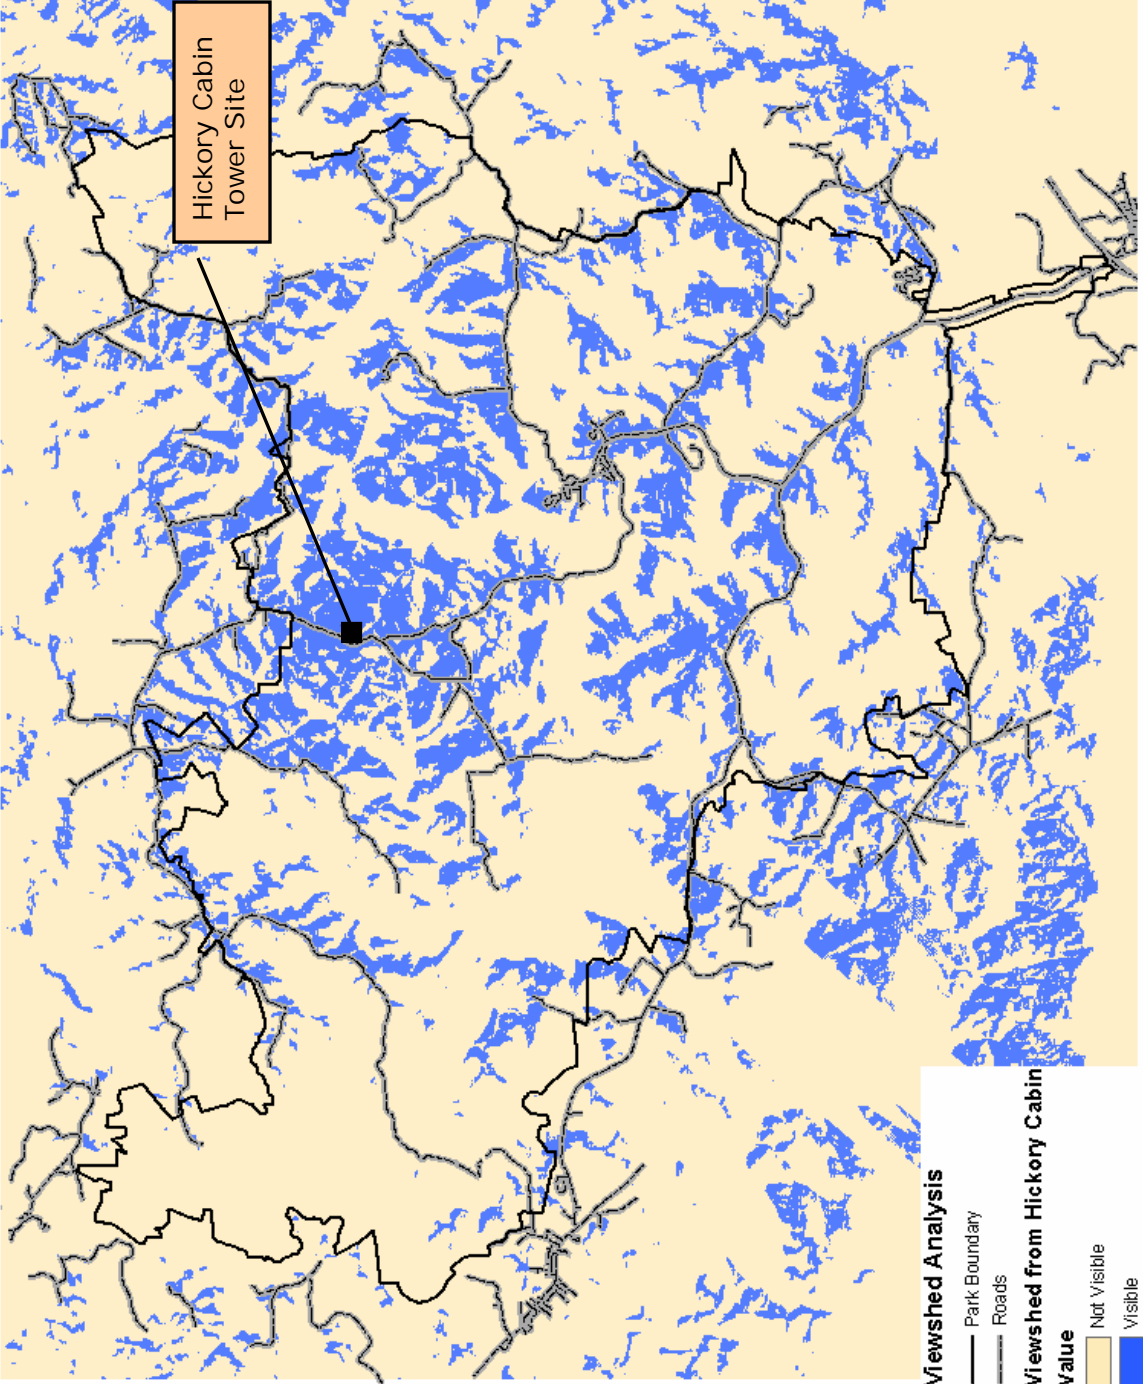 Hickory Cabin
Tower Site
Viewshed Analysis
Park Boundary
Roads
Viewshed from Hickory Cabin
Value
Not Visible
Visible